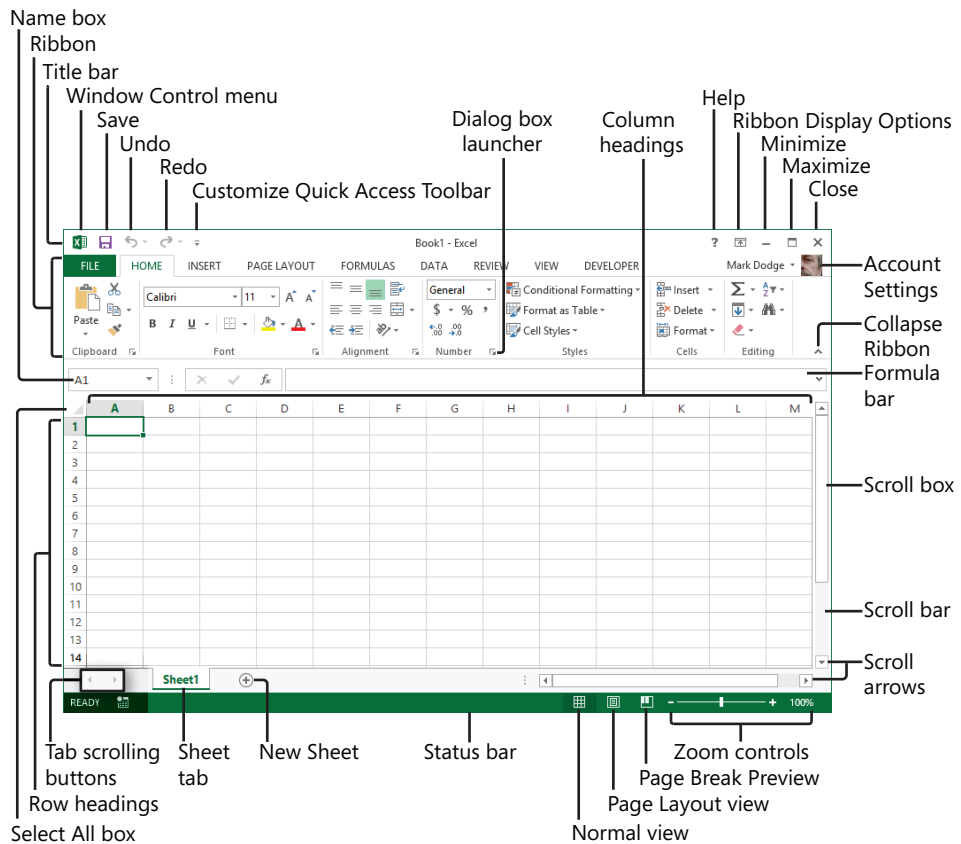 Name box
Ribbon
Title bar
Window Control menu
Save
Undo
Redo
Customize Quick Access Toolbar
Dialog box
launcher
Column
headings
Help
Ribbon Display Options
Minimize
Maximize
Close
Book1 - Excel
?
FILE HOME INSERT PAGE LAYOUT FORMULAS DATA REVIEW VIEW DEVELOPER Mark Dodge
Account
Settings
Paste
Calibri 11 A A
B I U A
General
$ % ,
.00 .00
Conditional Formatting
Format as Table
Cell Styles
Insert
Delete
Format
Σ
Clipboard Font Alignment Number Styles Cells Editing
Collapse
Ribbon
A1 fx
Formula
bar
A B C D E F G H I J K L M
1
2
3
4
5
6
7
8
9
10
11
12
13
14
Scroll box
Scroll bar
Scroll
arrows
Sheet1
READY 100%
Tab scrolling
buttons
Sheet
tab
New Sheet
Status bar
Zoom controls
Page Break Preview
Page Layout view
Normal view
Row headings
Select All box